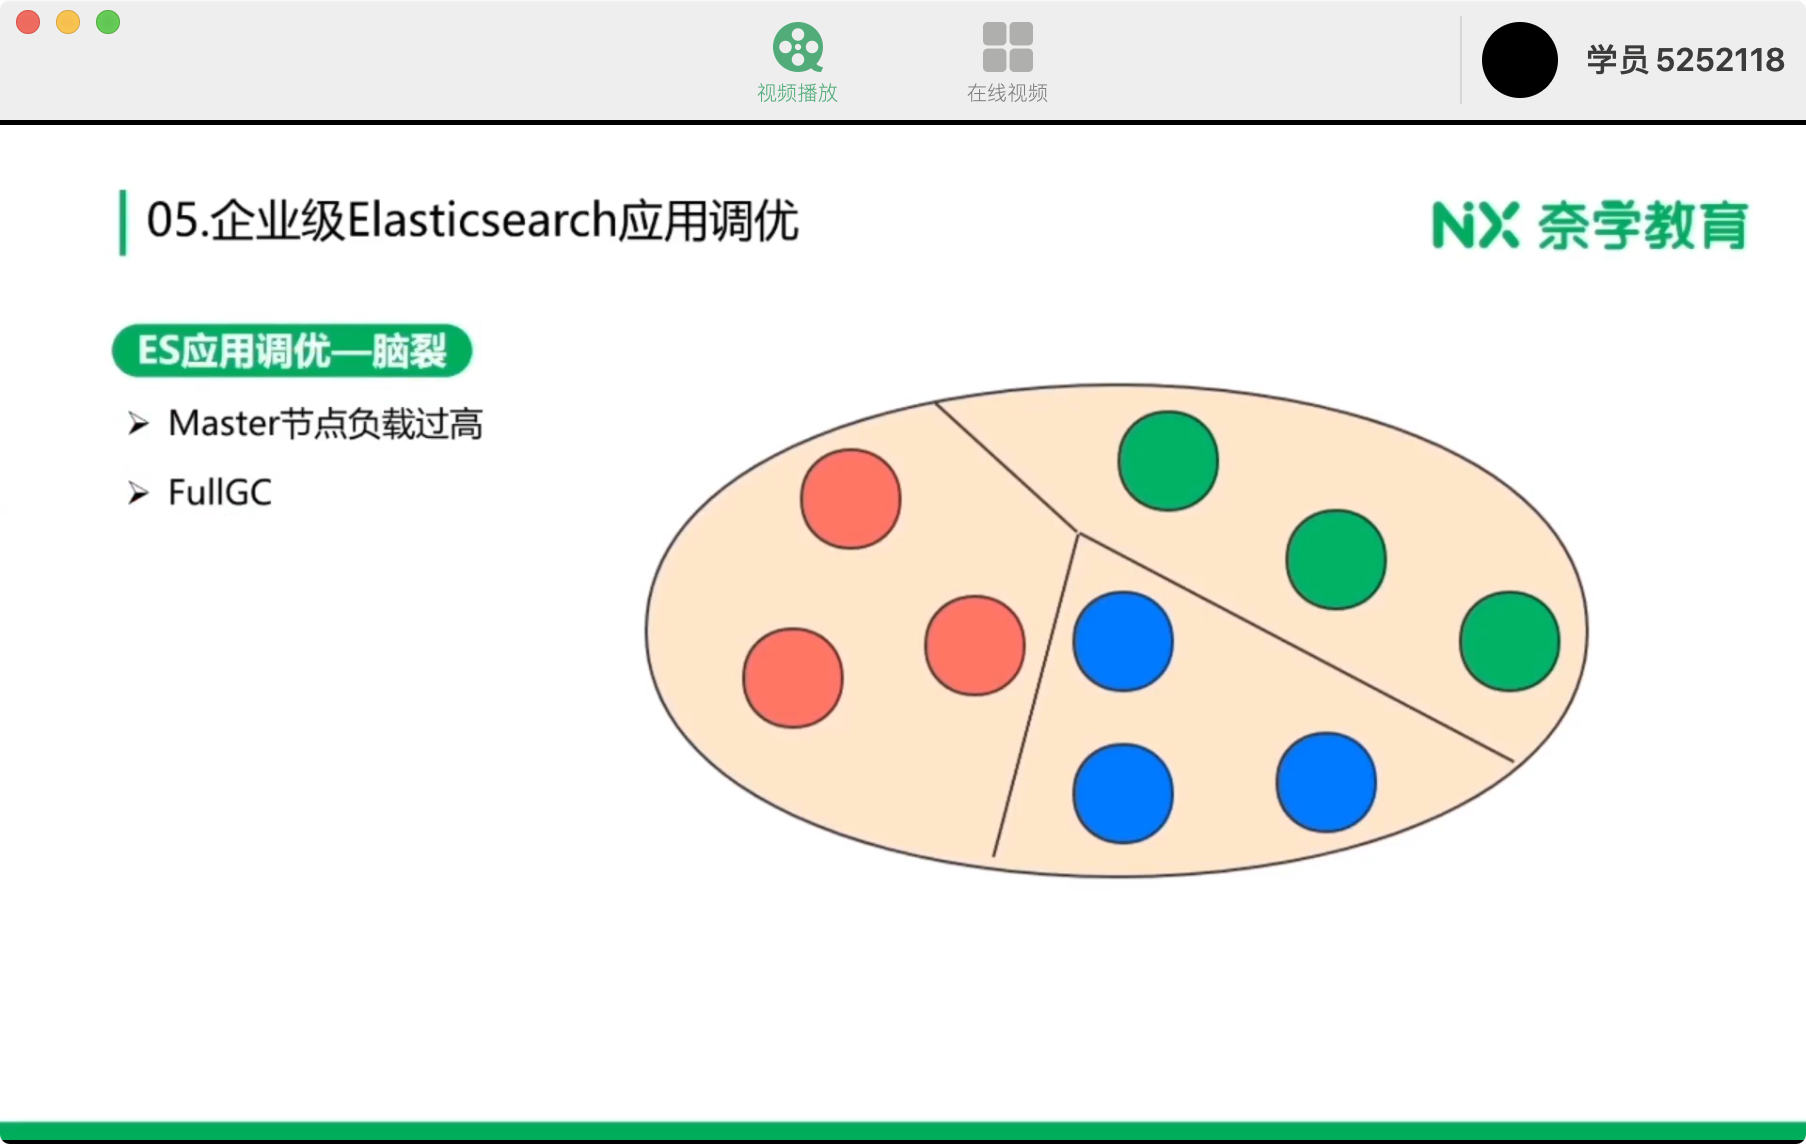 视频播放
在线视频
学员 5252118
05.企业级Elasticsearch应用调优
NiX 奈学教育
ES应用调优—脑裂
Master节点负载过高
FullGC